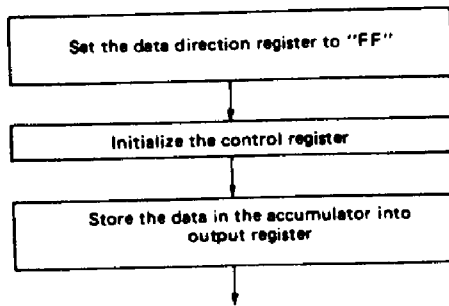 Set the data direction register to "FF"
Initialize the control register
Store the data in the accumulator into
output register